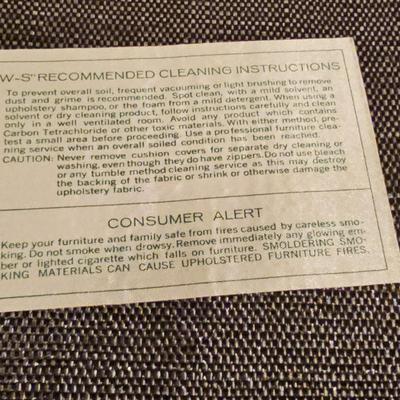 W-S" RECOMMENDED CLEANING INSTRUCTIONS
To prevent overall soil, frequent vacuuming or light brushing to remove
dust and grime is recommended. Spot clean, with a mild solvent, an
upholstery shampoo, or the foam from a mild detergent. When using a
solvent or dry cleaning product, follow instructions carefully and clean
only in a well ventilated room. Avoid any product which contains
Carbon Tetrachloride or other toxic materials. With either method, pre-
test a small area before proceeding. Use a professional furniture clea-
ning service when an overall soiled condition has been reached.
CAUTION: Never remove cushion covers for separate dry cleaning or
washing, even though they do have zippers. Do not use bleach
or any tumble method cleaning service as this may destroy
the backing of fabric or shrink or otherwise damage the
upholstery fabric.
CONSUMER ALERT
Keep your furniture and family safe from fires caused by careless smo-
king. Do not smoke when drowsy. Remove immediately any glowing em-
ber or lighted cigarette which falls on furniture. SMOLDERING SMO-
KING MATERIALS CAN CAUSE UPHOLSTERED FURNITURE FIRES.